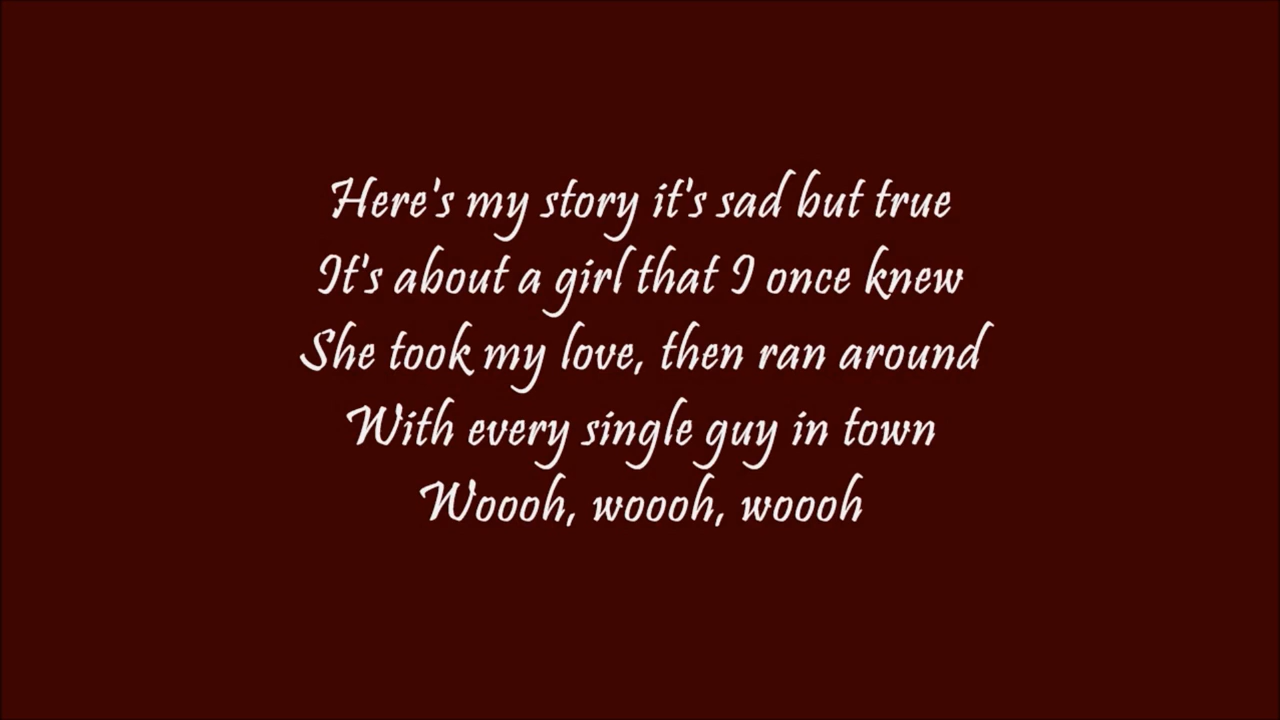 Here's my story it's sad but true
It's about a girl that I once knew
She took my love, then ran around
With every single guy in town
Woooh, woooh, woooh